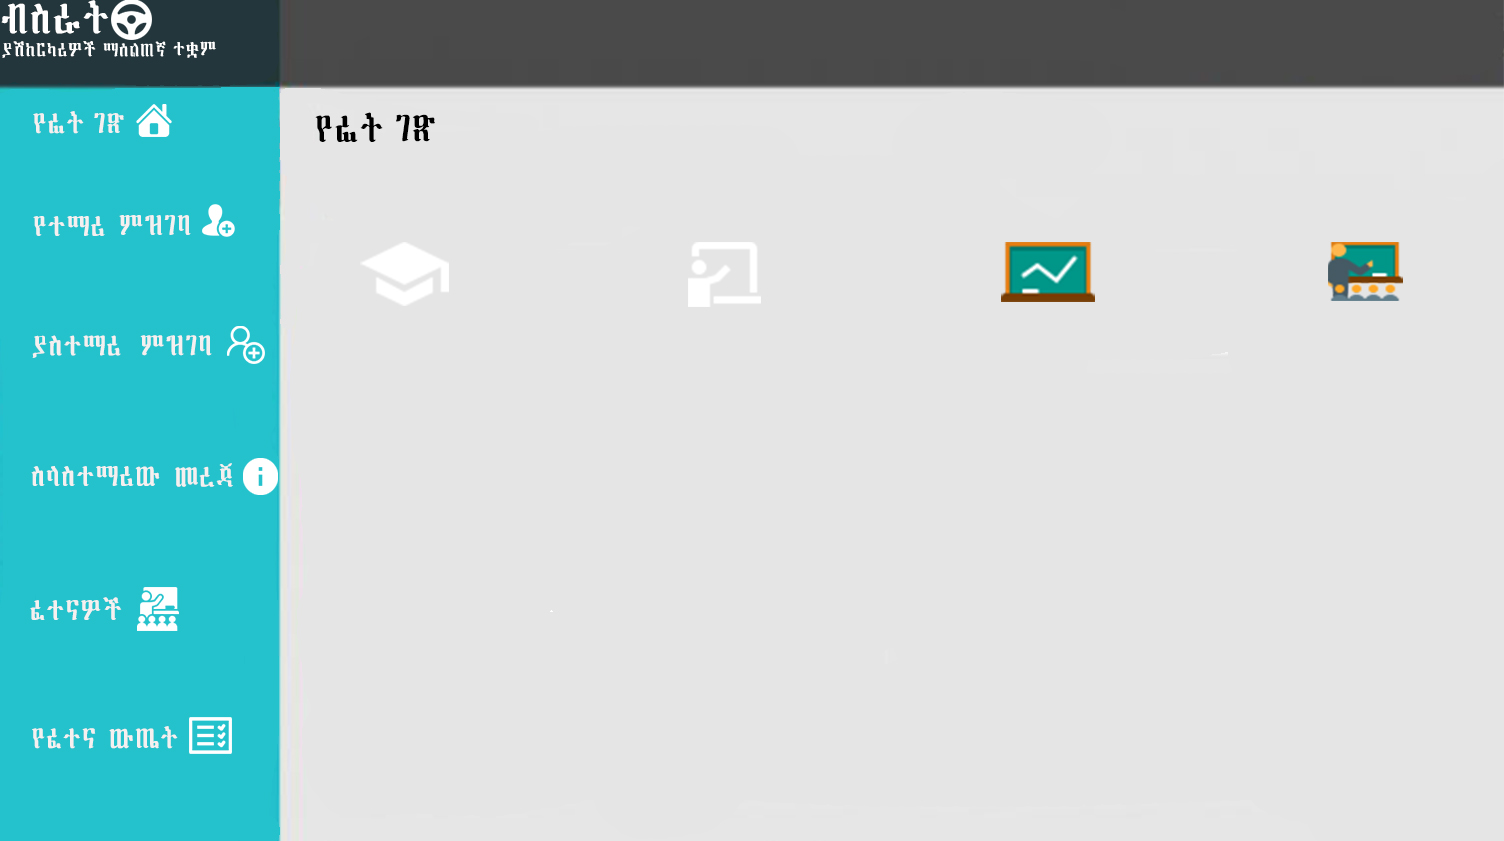 ብስራት
ያሽከርካሪዎች ማሰልጠኛ ተቋም
የፊት ገጽ
የፊት ገጽ
የተማሪ ምዝገባ
ያስተማሪ ምዝገባ
ስላስተማሪው መረጃ
ፈተናዎች
የፈተና ውጤት